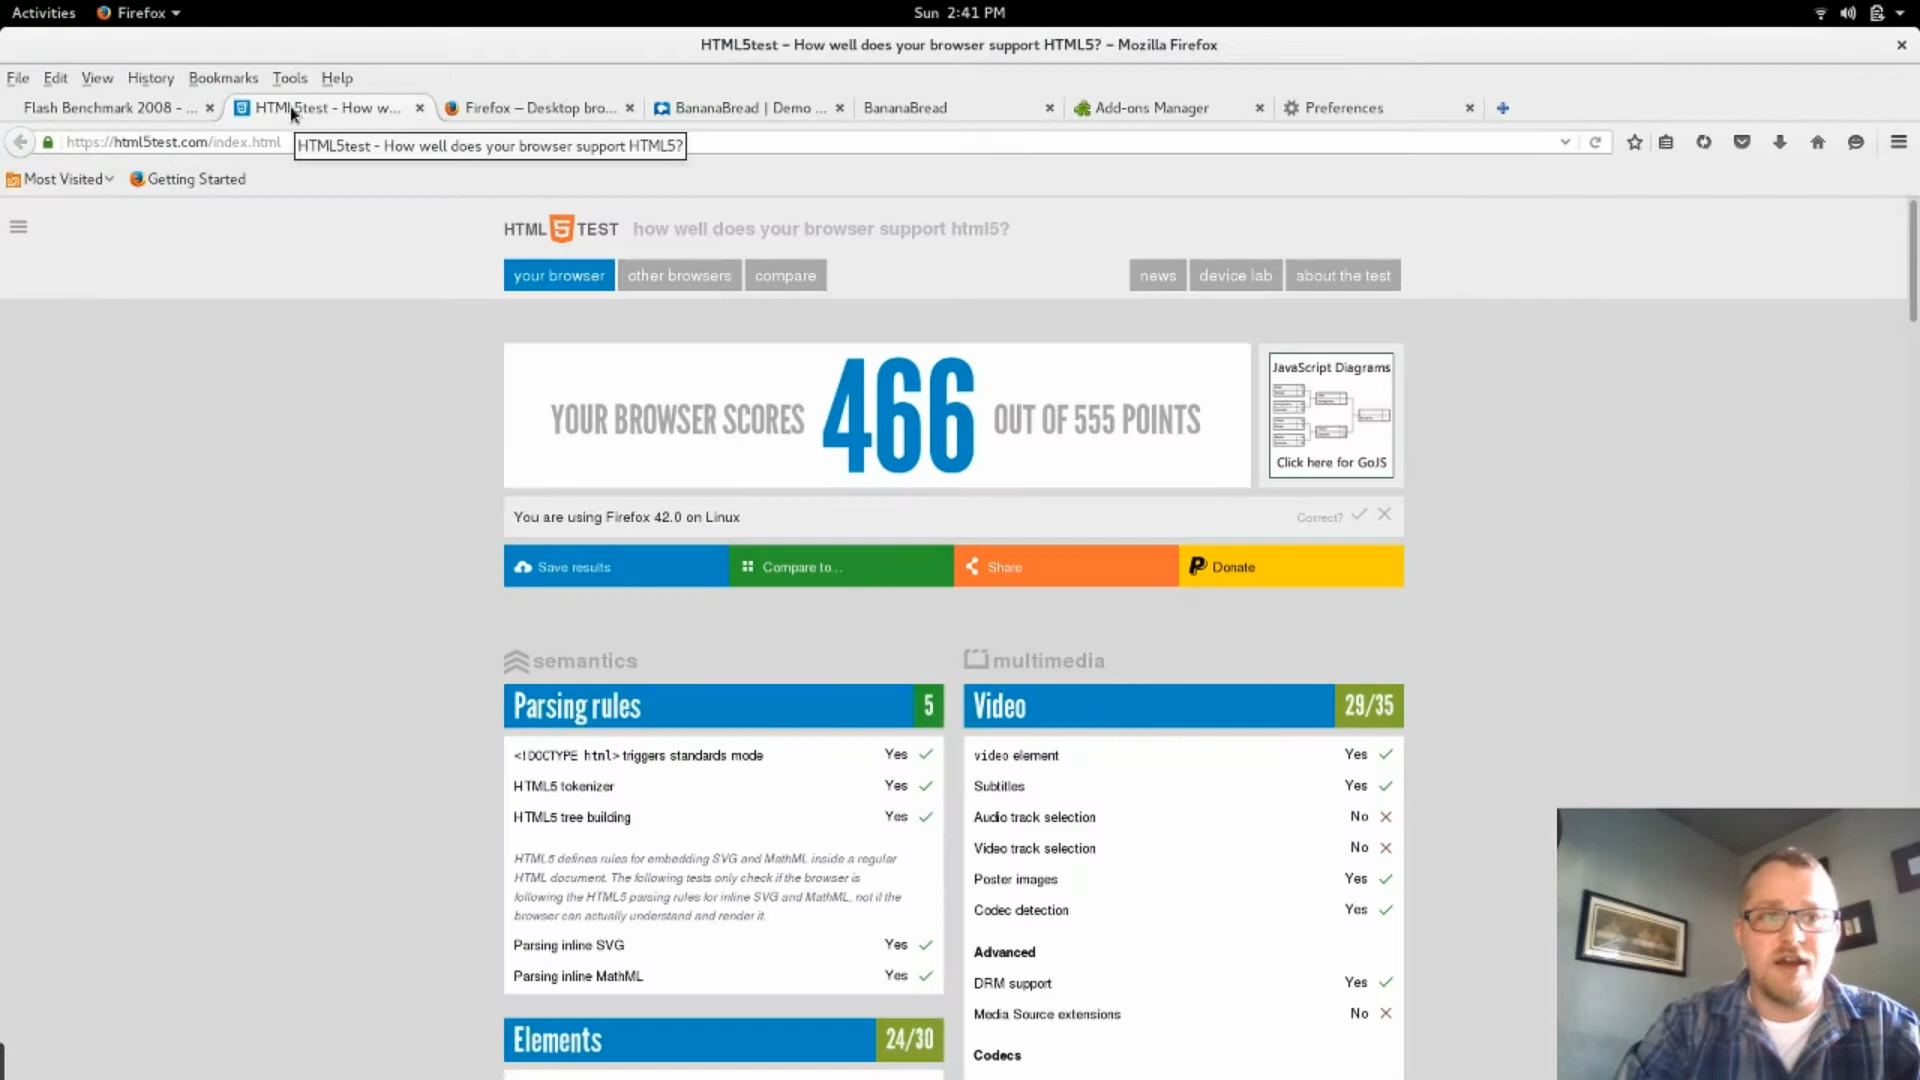 Activities Firefox Sun 2:41 PM
HTML5test – How well does your browser support HTML5? – Mozilla Firefox
File Edit View History Bookmarks Tools Help
Flash Benchmark 2008 - ... HTML5test - How w... Firefox — Desktop bro... BananaBread | Demo ... BananaBread Add-ons Manager Preferences
https://html5test.com/index.html
HTML5test - How well does your browser support HTML5?
Most Visited Getting Started
HTML 5 TEST how well does your browser support html5?
your browser other browsers compare news device lab about the test
YOUR BROWSER SCORES 466 OUT OF 555 POINTS
JavaScript Diagrams
Click here for GoJS
You are using Firefox 42.0 on Linux Correct?
Save results Compare to... Share Donate
semantics
Parsing rules 5
<!DOCTYPE html> triggers standards mode Yes
HTML5 tokenizer Yes
HTML5 tree building Yes
HTML5 defines rules for embedding SVG and MathML inside a regular
HTML document. The following tests only check if the browser is
following the HTML5 parsing rules for inline SVG and MathML, not if the
browser can actually understand and render it.
Parsing inline SVG Yes
Parsing inline MathML Yes
Elements 24/30
multimedia
Video 29/35
video element Yes
Subtitles Yes
Audio track selection No
Video track selection No
Poster images Yes
Codec detection Yes
Advanced
DRM support Yes
Media Source extensions No
Codecs